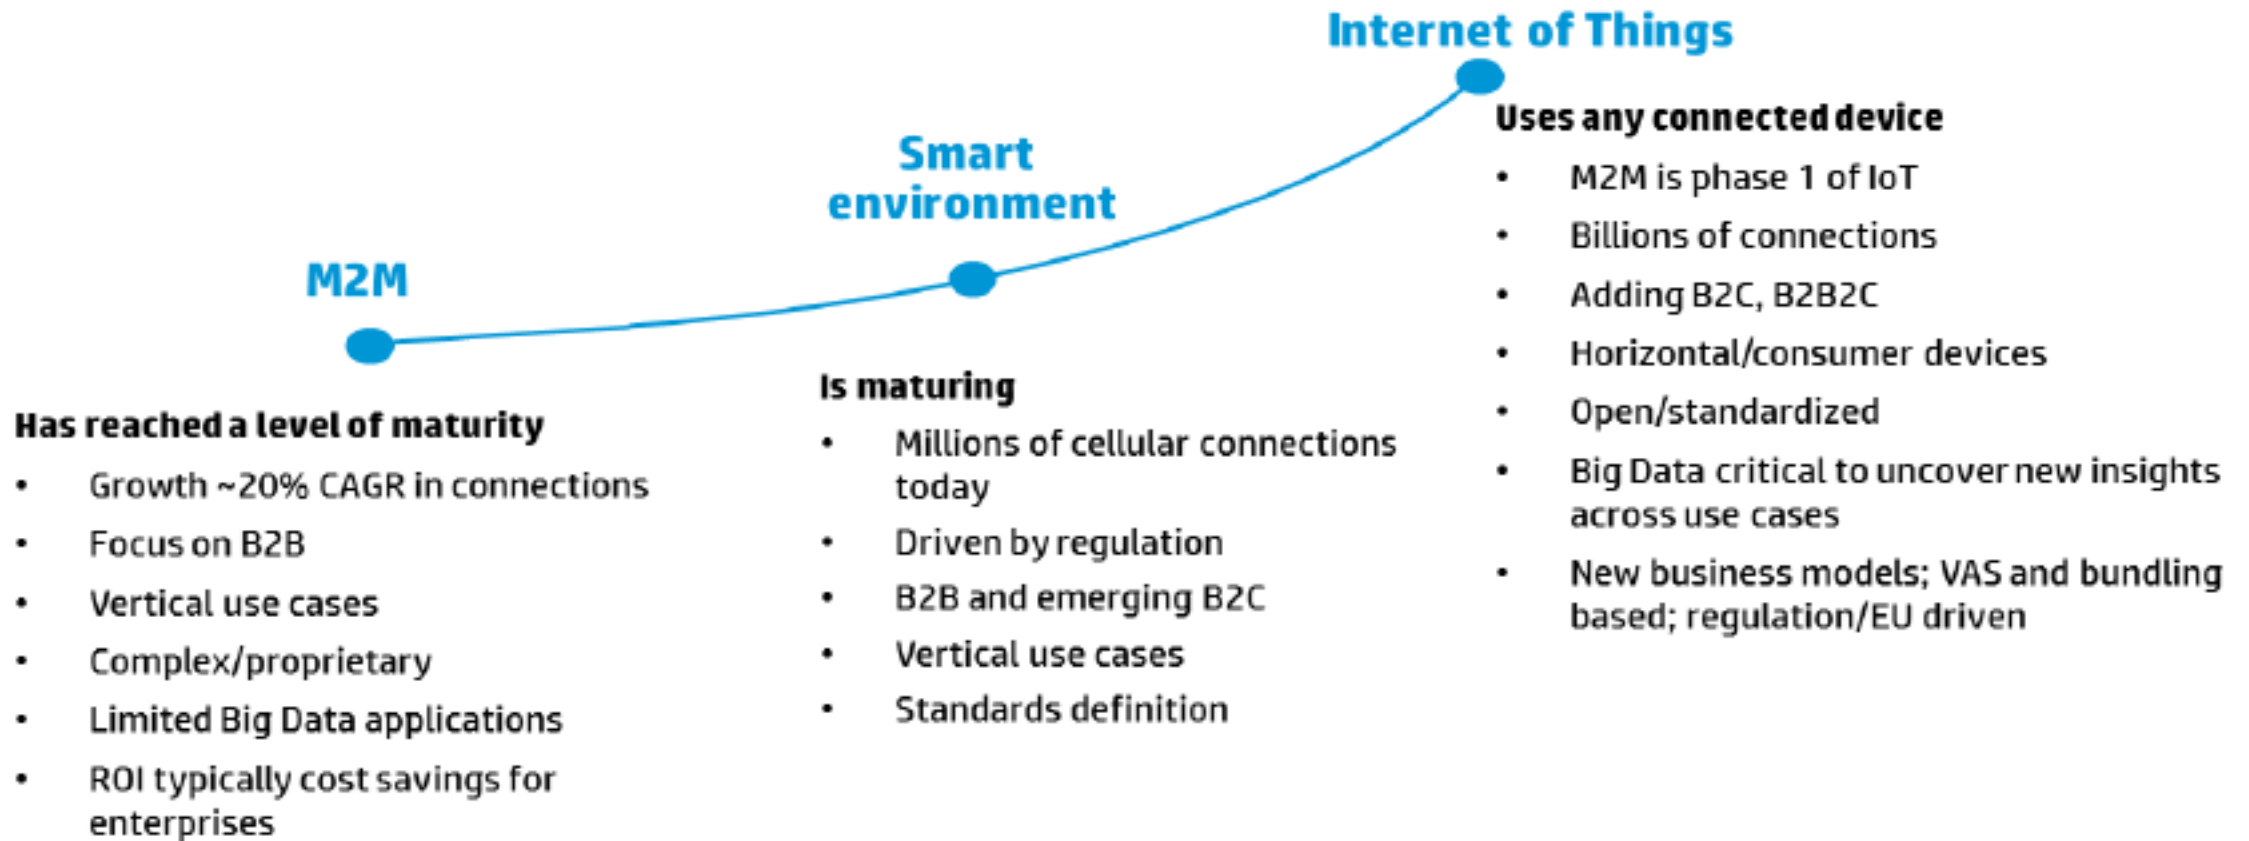 Internet of Things
Uses any connected device
• M2M is phase 1 of IoT
• Billions of connections
• Adding B2C, B2B2C
• Horizontal/consumer devices
• Open/standardized
• Big Data critical to uncover new insights
across use cases
• New business models; VAS and bundling
based; regulation/EU driven
Smart
environment
Is maturing
• Millions of cellular connections
today
• Driven by regulation
• B2B and emerging B2C
• Vertical use cases
• Standards definition
M2M
Has reached a level of maturity
• Growth ~20% CAGR in connections
• Focus on B2B
• Vertical use cases
• Complex/proprietary
• Limited Big Data applications
• ROI typically cost savings for
enterprises